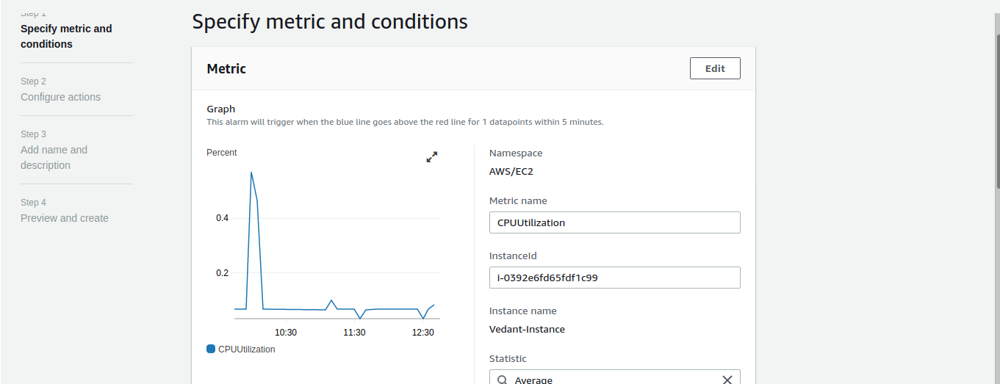 Step 1
Specify metric and
conditions
Step 2
Configure actions
Step 3
Add name and
description
Step 4
Preview and create
Specify metric and conditions
Metric
Edit
Graph
This alarm will trigger when the blue line goes above the red line for 1 datapoints within 5 minutes.
Percent
0.4
0.2
10:30 11:30 12:30
CPUUtilization
Namespace
AWS/EC2
Metric name
CPUUtilization
InstanceId
i-0392e6fd65fdf1c99
Instance name
Vedant-Instance
Statistic
Average